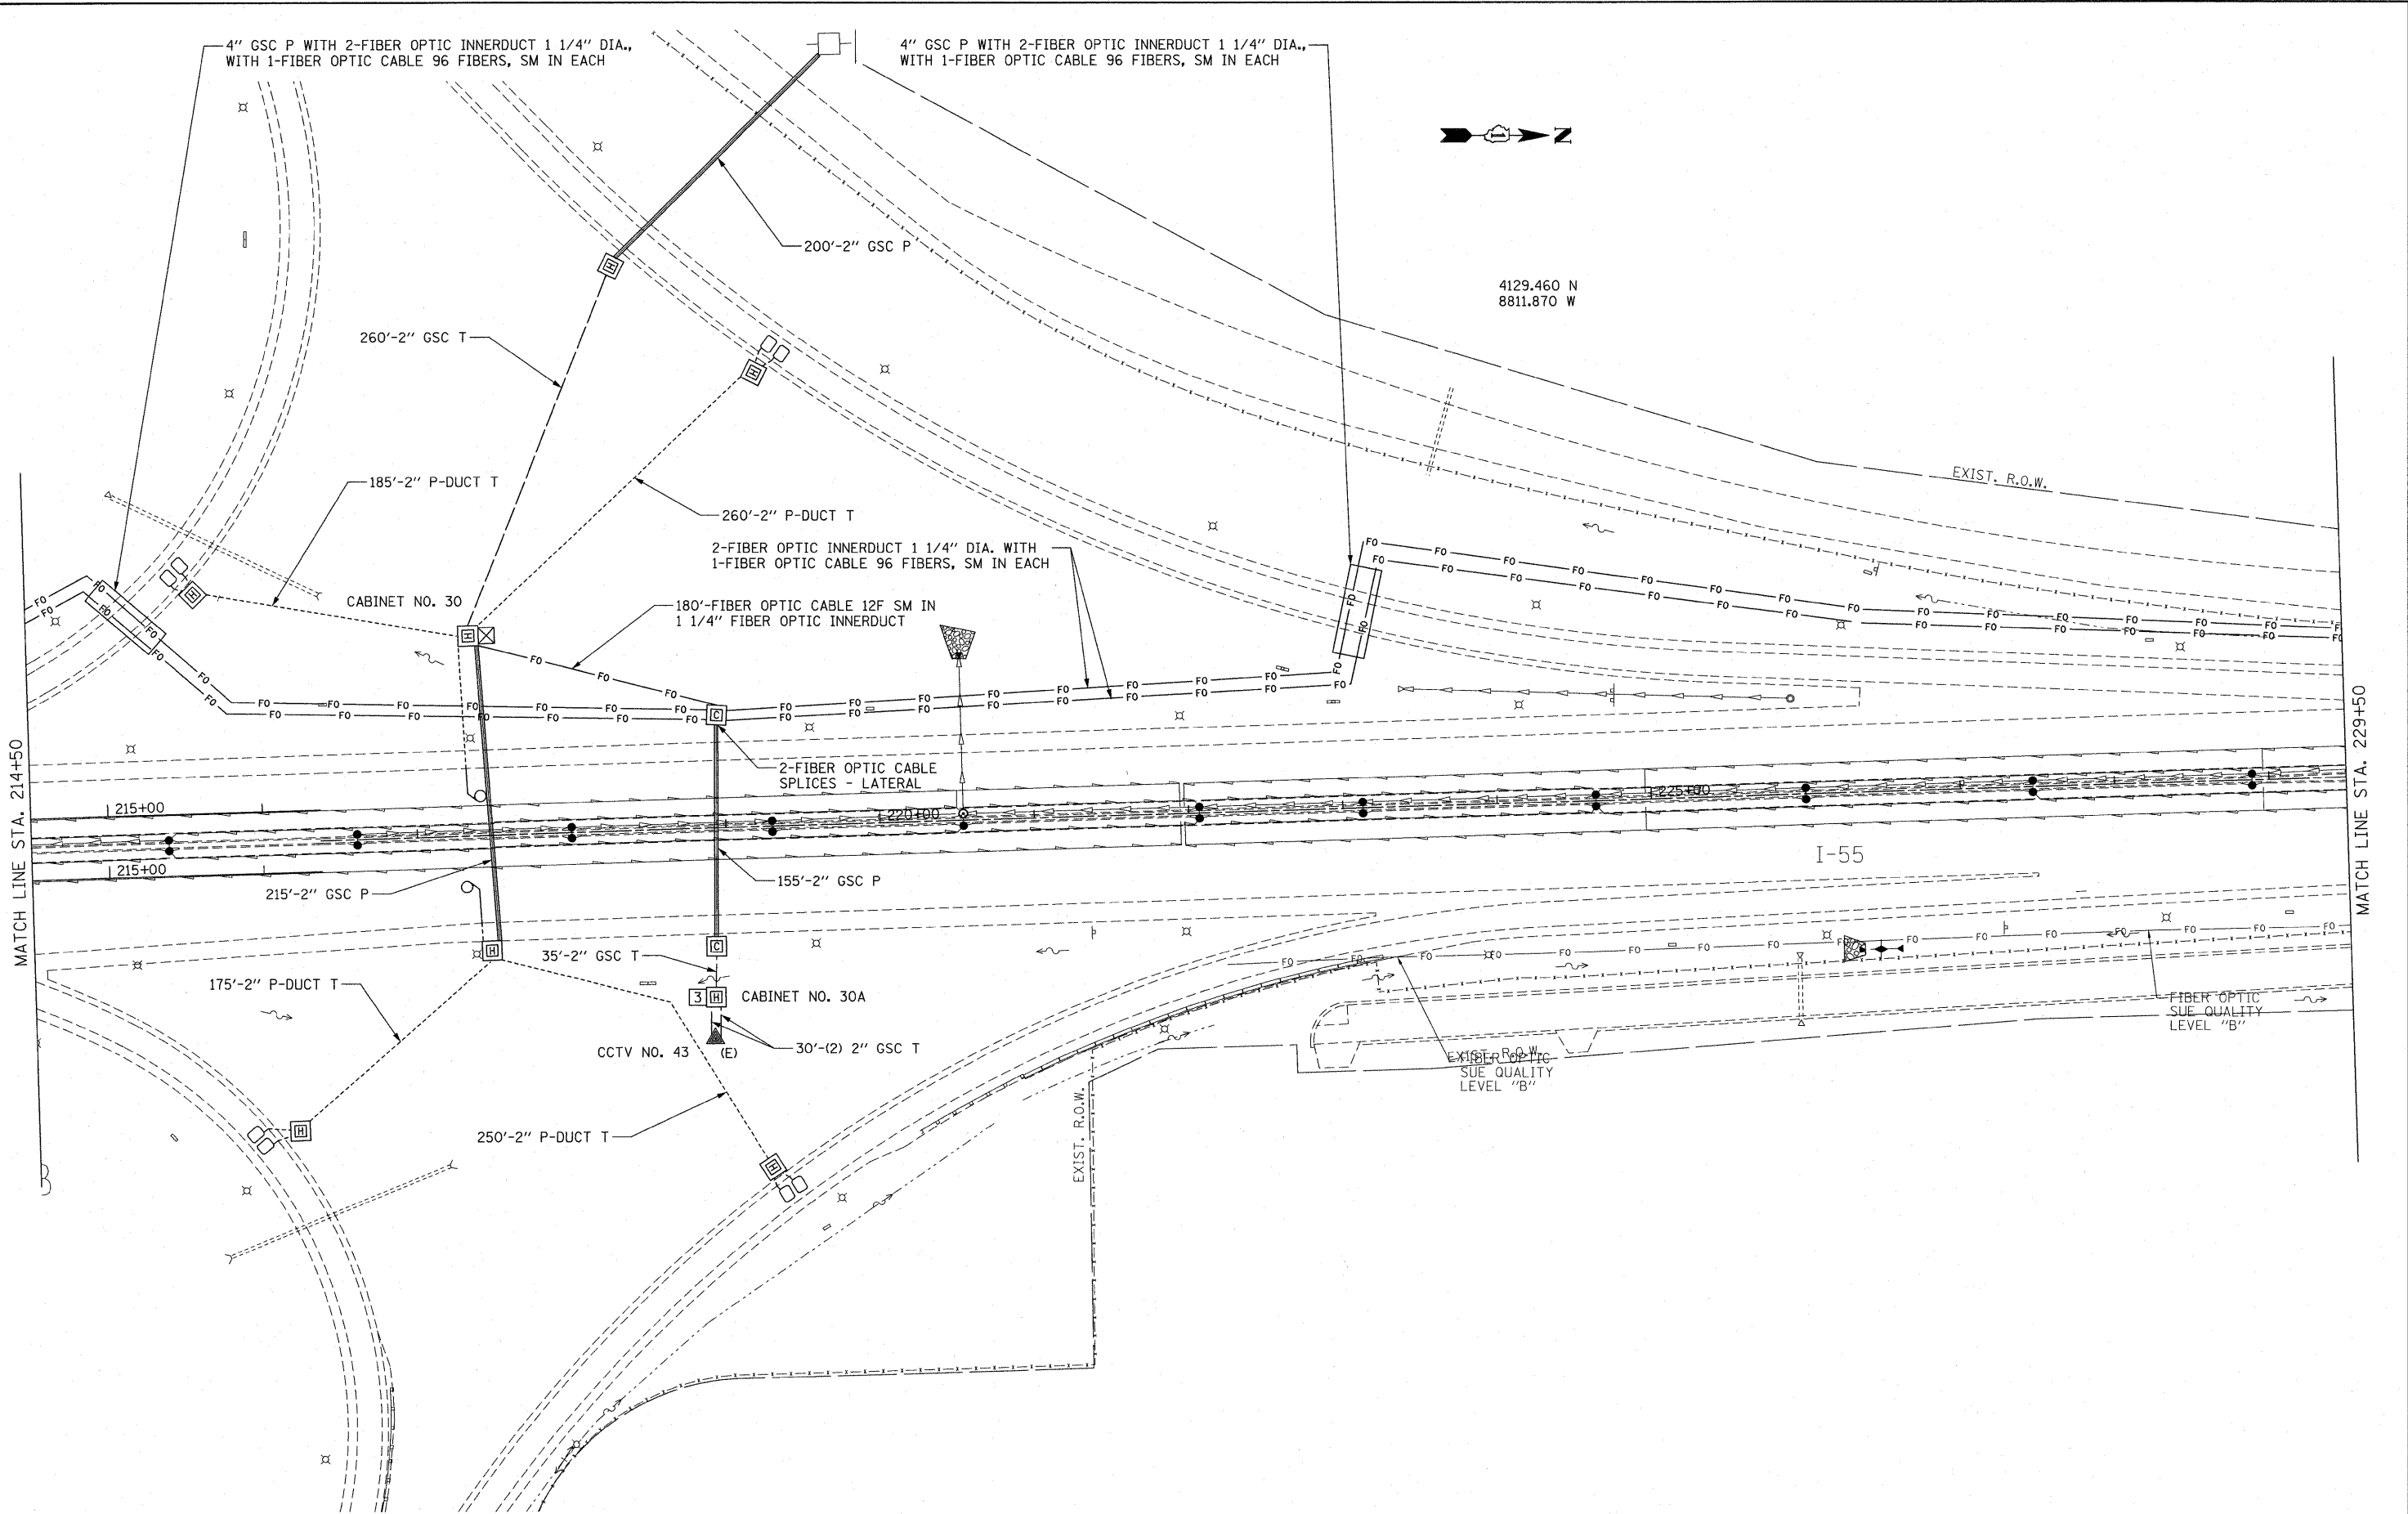 4" GSC P WITH 2-FIBER OPTIC INNERDUCT 1 1/4" DIA.,
WITH 1-FIBER OPTIC CABLE 96 FIBERS, SM IN EACH
4" GSC P WITH 2-FIBER OPTIC INNERDUCT 1 1/4" DIA.,
WITH 1-FIBER OPTIC CABLE 96 FIBERS, SM IN EACH
N
200'-2" GSC P
4129.460 N
8811.870 W
260'-2" GSC T
EXIST. R.O.W.
185'-2" P-DUCT T
260'-2" P-DUCT T
2-FIBER OPTIC INNERDUCT 1 1/4" DIA. WITH
1-FIBER OPTIC CABLE 96 FIBERS, SM IN EACH
CABINET NO. 30
180'-FIBER OPTIC CABLE 12F SM IN
1 1/4" FIBER OPTIC INNERDUCT
2-FIBER OPTIC CABLE
SPLICES - LATERAL
MATCH LINE STA. 214+50
MATCH LINE STA. 229+50
215+00
220+00
225+00
215+00
I-55
215'-2" GSC P
155'-2" GSC P
35'-2" GSC T
175'-2" P-DUCT T
3 H
CABINET NO. 30A
CCTV NO. 43 (E)
30'-(2) 2" GSC T
FIBER OPTIC
SUE QUALITY
LEVEL "B"
EXIST. R.O.W.
FIBER OPTIC
SUE QUALITY
LEVEL "B"
EXIST. R.O.W.
250'-2" P-DUCT T